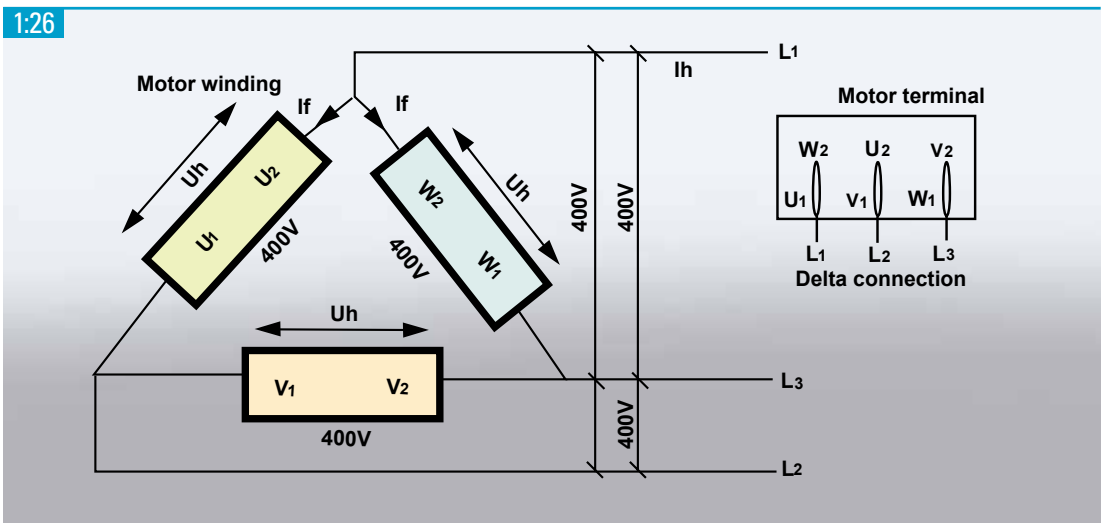 1:26
L1
Ih
Motor winding
If
If
Uh
U2
U1
400V
W2
W1
Uh
400V
400V
400V
Uh
V1 V2
400V
400V
L3
L2
Motor terminal
W2 U2 V2
U1 V1 W1
L1 L2 L3
Delta connection